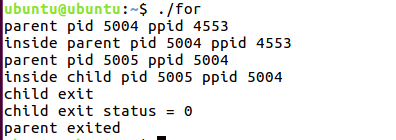 ubuntu@ubuntu:~$ ./for
parent pid 5004 ppid 4553
inside parent pid 5004 ppid 4553
parent pid 5005 ppid 5004
inside child pid 5005 ppid 5004
child exit
child exit status = 0
parent exited